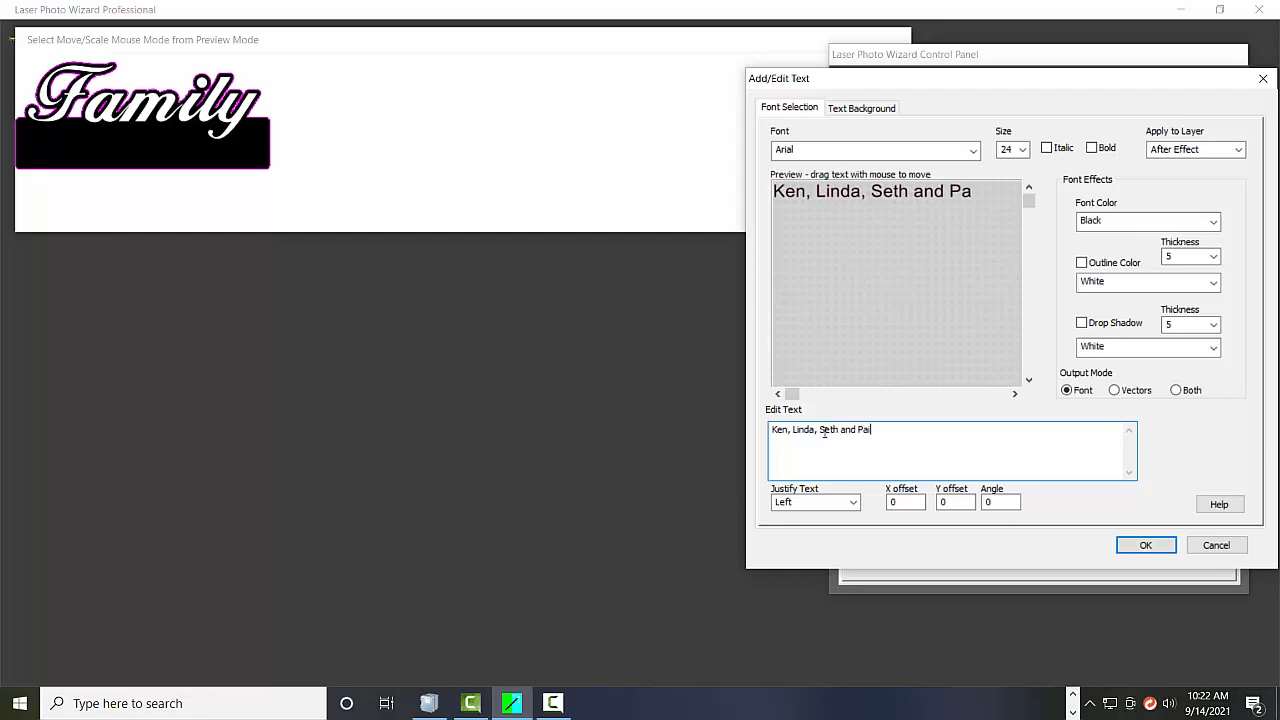 Laser Photo Wizard Professional
Select Move/Scale Mouse Mode from Preview Mode
Family
Laser Photo Wizard Control Panel
Add/Edit Text
Font Selection
Text Background
Font
Size
Apply to Layer
Arial
24
Italic
Bold
After Effect
Preview - drag text with mouse to move
Ken, Linda, Seth and Pa
Font Effects
Font Color
Black
Thickness
Outline Color
5
White
Thickness
Drop Shadow
5
White
Output Mode
Font
Vectors
Both
Edit Text
Ken, Linda, Seth and Pai
Justify Text
X offset
Y offset
Angle
Left
0
0
0
Help
OK
Cancel
Type here to search
10:22 AM
9/14/2021
2